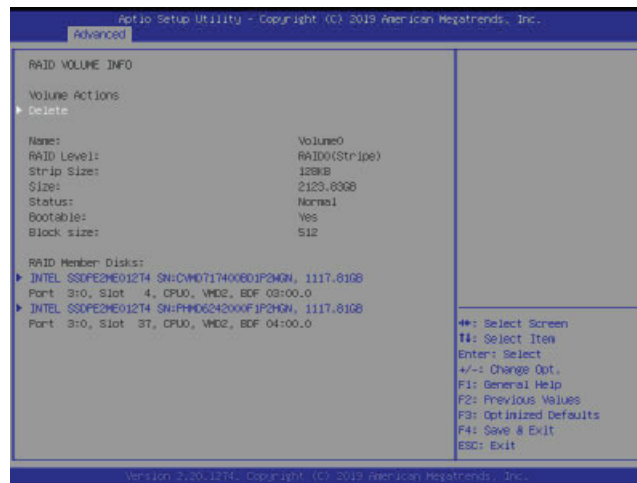 Aptio Setup Utility - Copyright (C) 2019 American Megatrends, Inc.
Advanced
RAID VOLUME INFO
Volume Actions
Delete
Name: Volume0
RAID Level: RAID0(Stripe)
Strip Size: 128KB
Size: 2123.83GB
Status: Normal
Bootable: Yes
Block size: 512
RAID Member Disks:
INTEL SSDPE2ME012T4 SN:CVMD717400BD1P2MGN, 1117.81GB
Port 3:0, Slot 4, CPU0, VMD2, BDF 03:00.0
INTEL SSDPE2ME012T4 SN:PHMD6242000F1P2HGN, 1117.81GB
Port 3:0, Slot 37, CPU0, VMD2, BDF 04:00.0
: Select Screen
↑↓: Select Item
Enter: Select
+/-: Change Opt.
F1: General Help
F2: Previous Values
F3: Optimized Defaults
F4: Save & Exit
ESC: Exit
Version 2.20.1274. Copyright (C) 2019 American Megatrends, Inc.